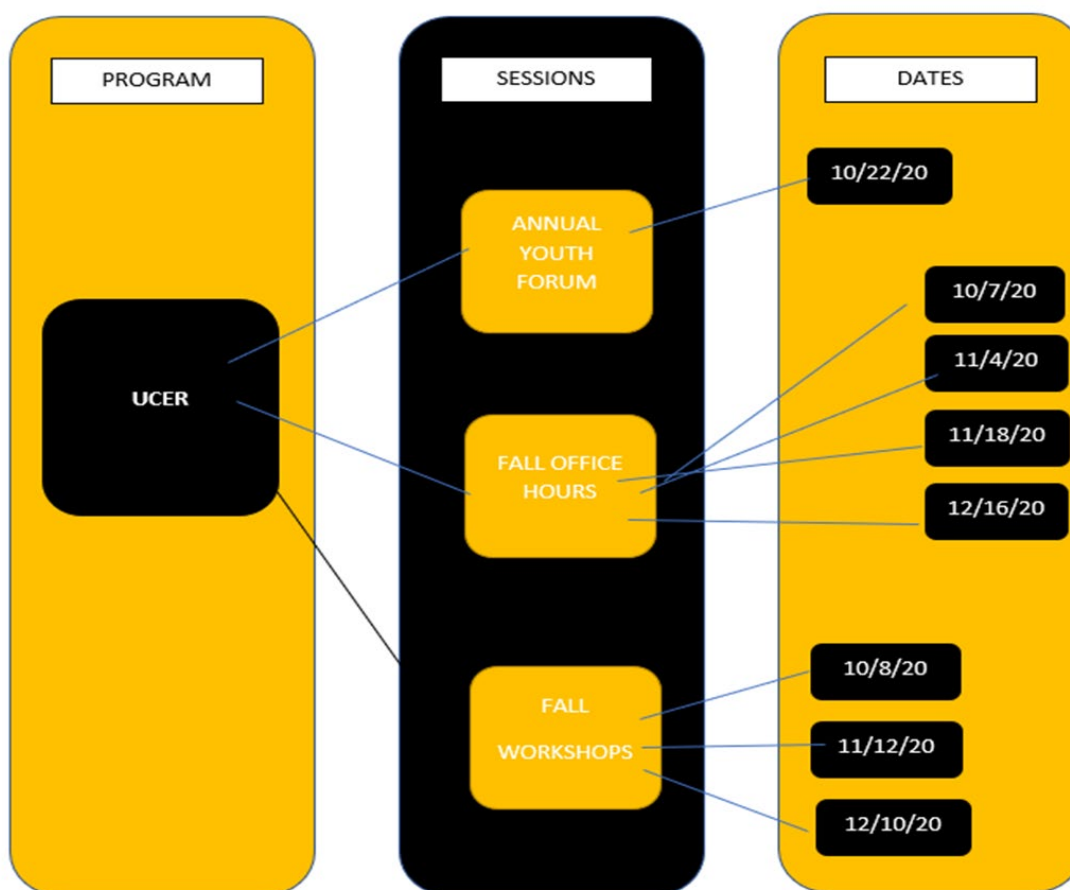 PROGRAM
UCER
SESSIONS
ANNUAL
YOUTH
FORUM
FALL OFFICE
HOURS
FALL
WORKSHOPS
DATES
10/22/20
10/7/20
11/4/20
11/18/20
12/16/20
10/8/20
11/12/20
12/10/20